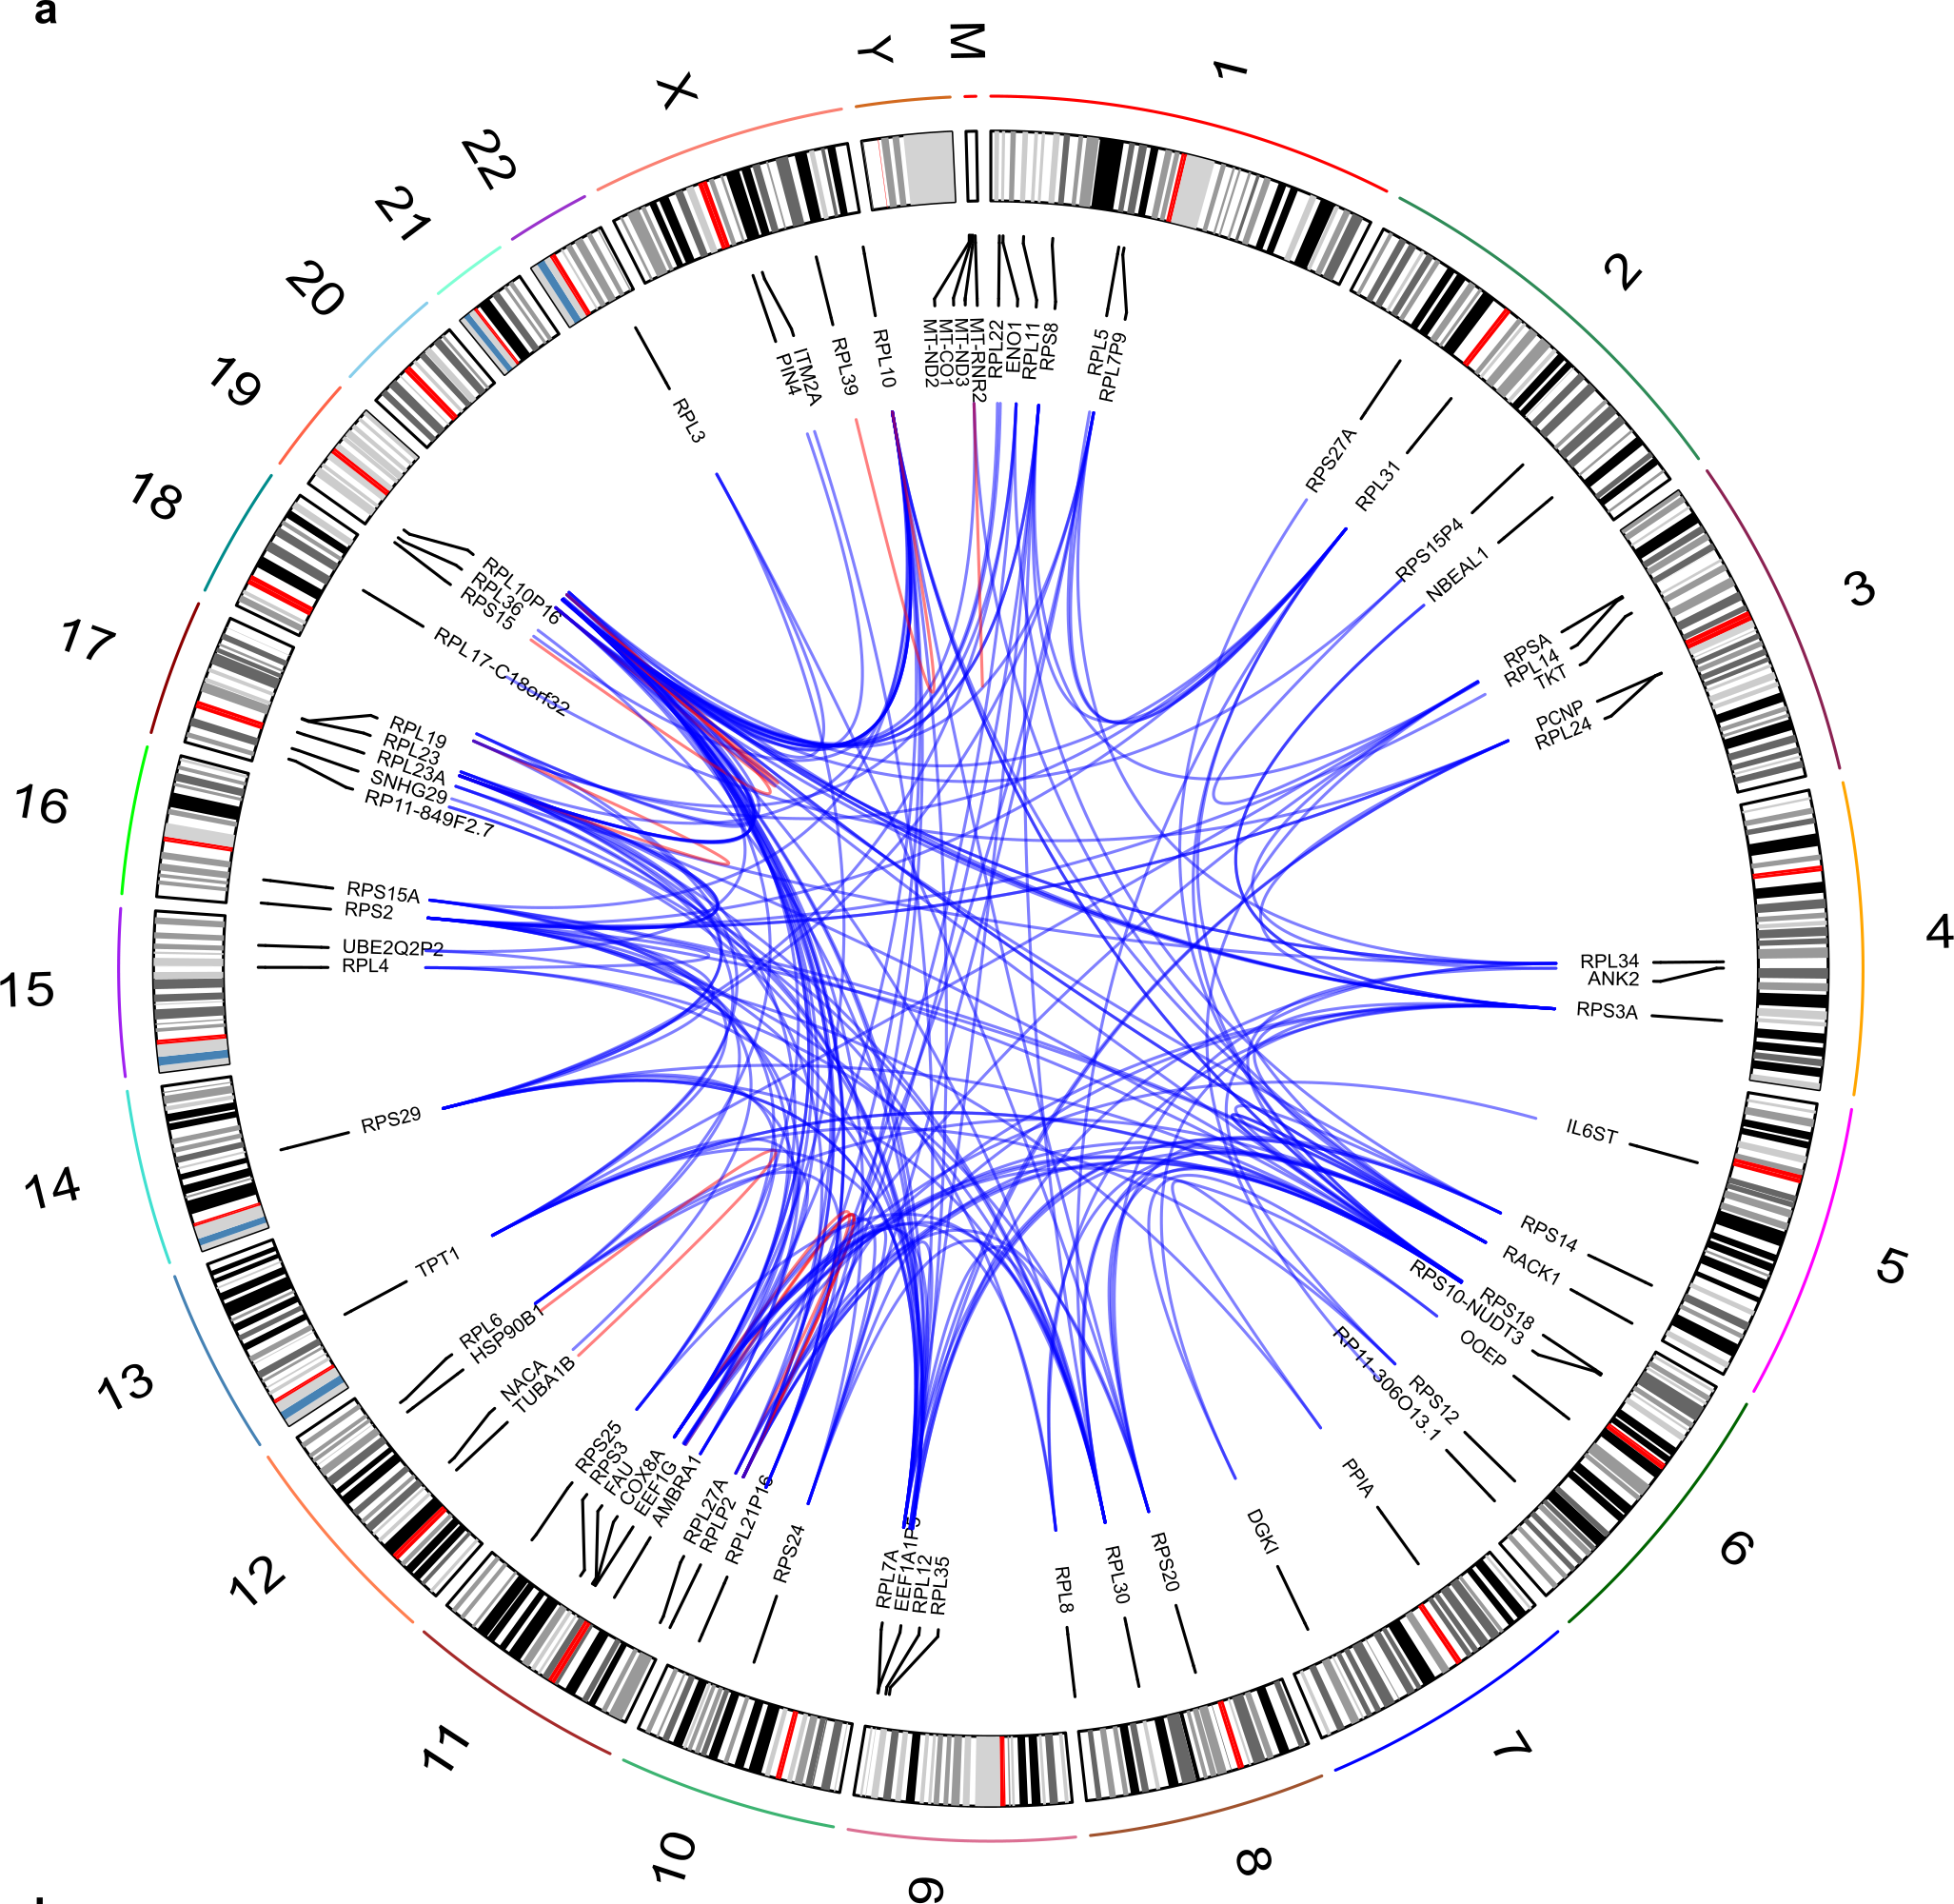 a
M
1
2
3
4
5
6
7
8
9
10
11
12
13
14
15
16
17
18
19
20
21
22
X
Y
MT-ND2
MT-CO1
MT-ND3
MT-RNR2
RPL22
ENO1
RPL11
RPS8
RPL5
RPL7P9
RPS27A
RPL31
RPS15P4
NBEAL1
RPSA
RPL14
TKT
PCNP
RPL24
RPL34
ANK2
RPS3A
IL6ST
RPS14
RACK1
RPS18
RPS10-NUDT3
OOEP
RPS12
RP11-306O13.1
PPIA
DGKI
RPS20
RPL30
RPL8
RPL35
RPL12
EEF1A1P5
RPL7A
RPS24
RPL21P16
RPLP2
RPL27A
AMBRA1
EEF1G
COX8A
FAU
RPS3
RPS25
TUBA1B
NACA
HSP90B1
RPL6
TPT1
RPS29
RPL4
UBE2Q2P2
RPS2
RPS15A
RP11-849F2.7
SNHG29
RPL23A
RPL23
RPL19
RPL17-C18orf32
RPS15
RPL36
RPL10P16
RPL3
PIN4
ITM2A
RPL39
RPL10